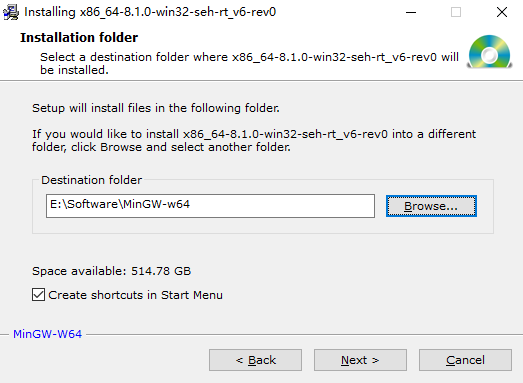 Installing x86_64-8.1.0-win32-seh-rt_v6-rev0
Installation folder
Select a destination folder where x86_64-8.1.0-win32-seh-rt_v6-rev0 will
be installed.
Setup will install files in the following folder.
If you would like to install x86_64-8.1.0-win32-seh-rt_v6-rev0 into a different
folder, click Browse and select another folder.
Destination folder
E:\Software\MinGW-w64
Browse...
Space available: 514.78 GB
Create shortcuts in Start Menu
MinGW-W64
< Back
Next >
Cancel